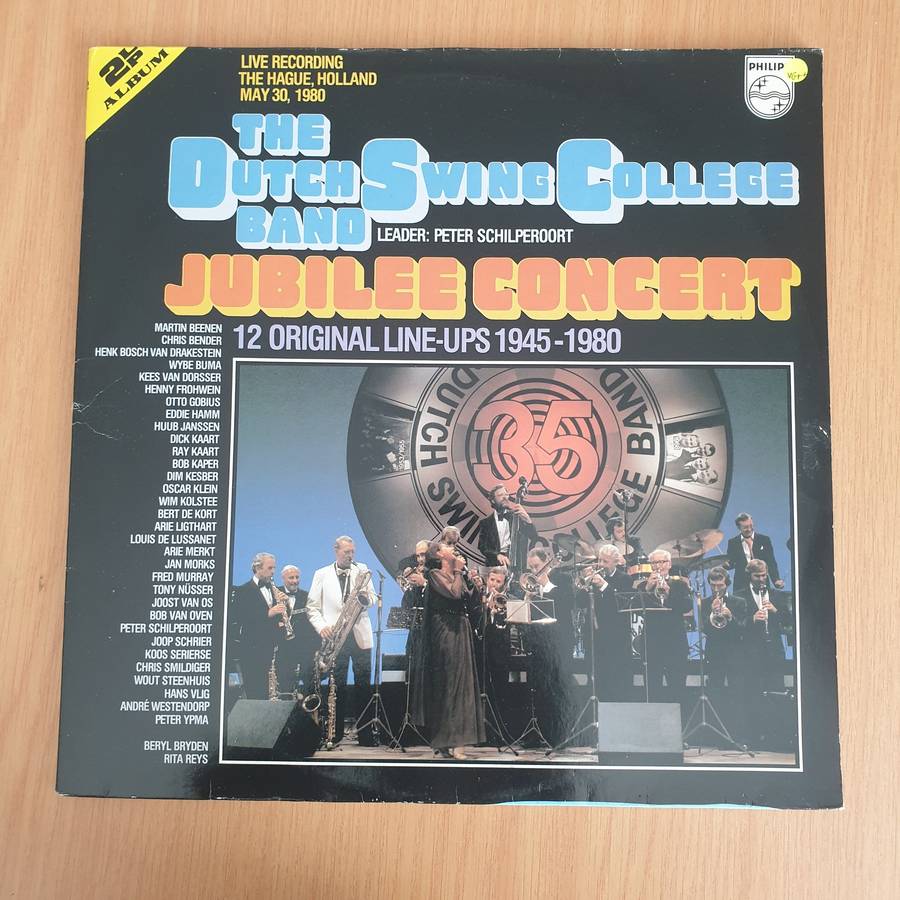 2LP
ALBUM
LIVE RECORDING
THE HAGUE, HOLLAND
MAY 30, 1980
PHILIP
THE
DUTCH SWING COLLEGE
BAND
LEADER: PETER SCHILPEROORT
JUBILEE CONCERT
12 ORIGINAL LINE-UPS 1945-1980
MARTIN BEENEN
CHRIS BENDER
HENK BOSCH VAN DRAKESTEIN
WYBE BUMA
KEES VAN DORSSER
HENNY FROHWEIN
OTTO GOBIUS
EDDIE HAMM
HUUB JANSSEN
DICK KAART
RAY KAART
BOB KAPER
DIM KESBER
OSCAR KLEIN
WIM KOLSTEE
BERT DE KORT
ARIE LIGTHART
LOUIS DE LUSSANET
ARIE MERKT
JAN MORKS
FRED MURRAY
TONY NÜSSER
JOOST VAN OS
BOB VAN OVEN
PETER SCHILPEROORT
JOOP SCHRIER
KOOS SERIERSE
CHRIS SMILDIGER
WOUT STEENHUIS
HANS VLIG
ANDRÉ WESTENDORP
PETER YPMA
BERYL BRYDEN
RITA REYS
DUTCH
SWING COLLEGE BAND
35
1953/1955